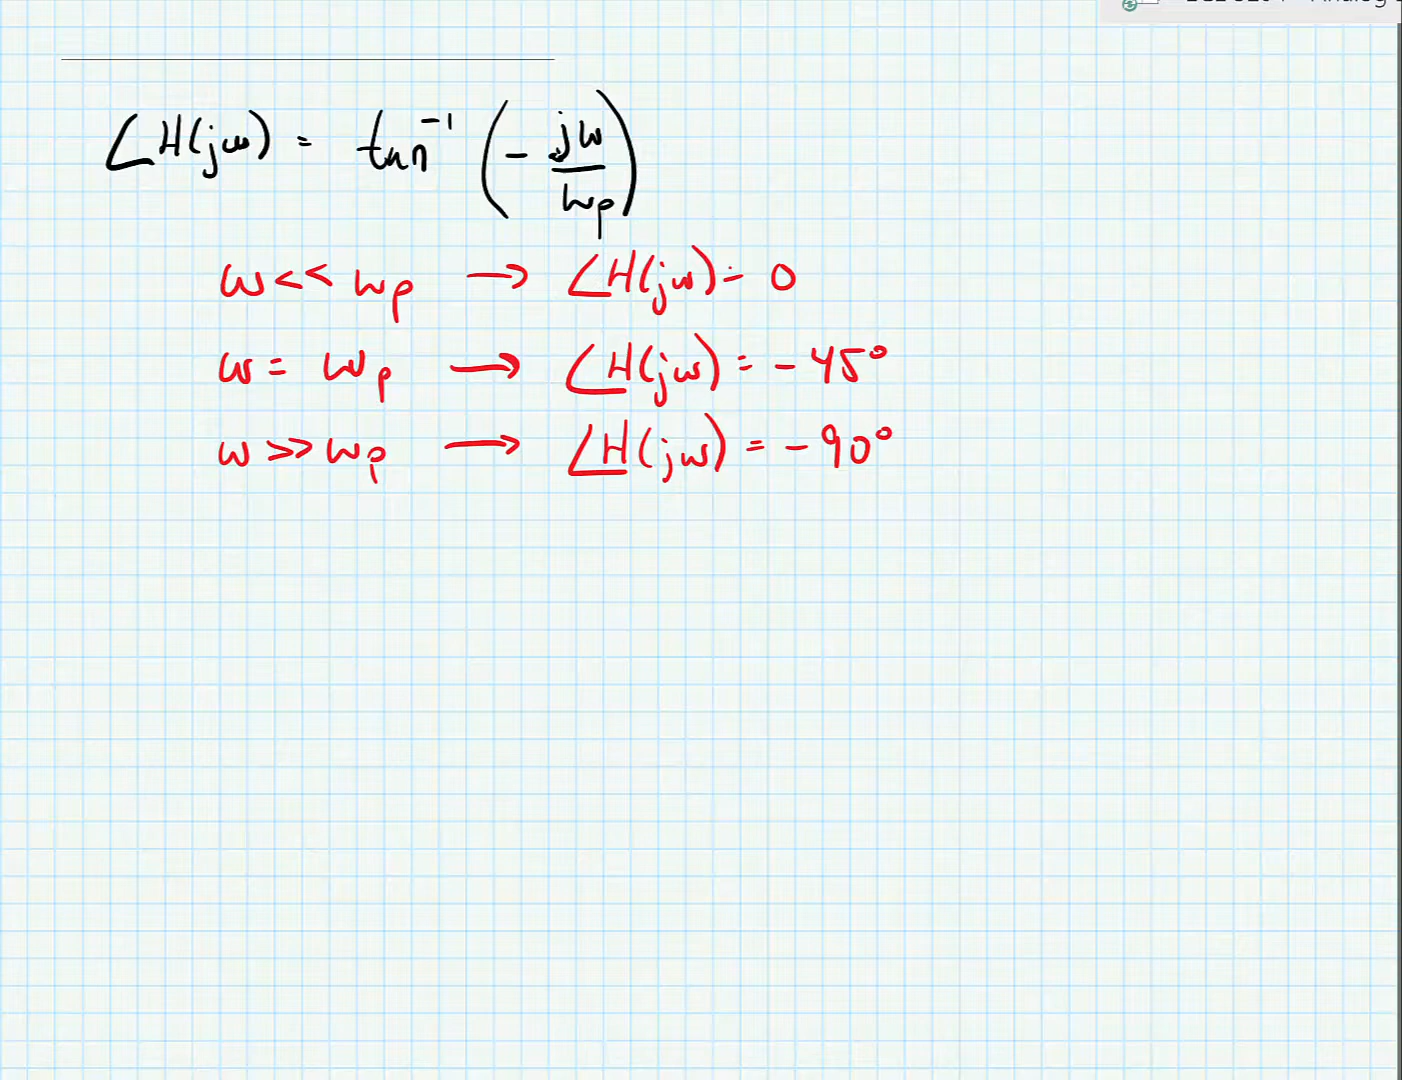 ∠H(jω) = tan⁻¹ (− jω/ωp)
ω << ωp → ∠H(jω) = 0
ω = ωp → ∠H(jω) = −45°
ω >> ωp → ∠H(jω) = −90°